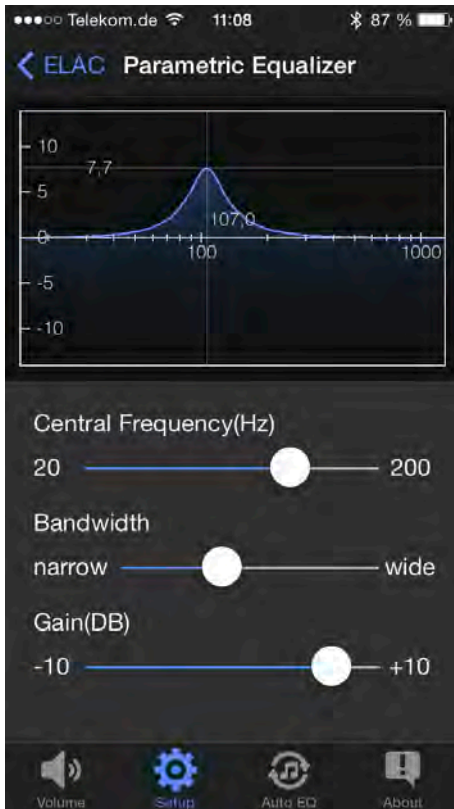 Telekom.de 11:08 87 %
ELAC Parametric Equalizer
10
7,7
5
107,0
0
100 1000
-5
-10
Central Frequency(Hz)
20 200
Bandwidth
narrow wide
Gain(DB)
-10 +10
Volume Setup Auto EQ About